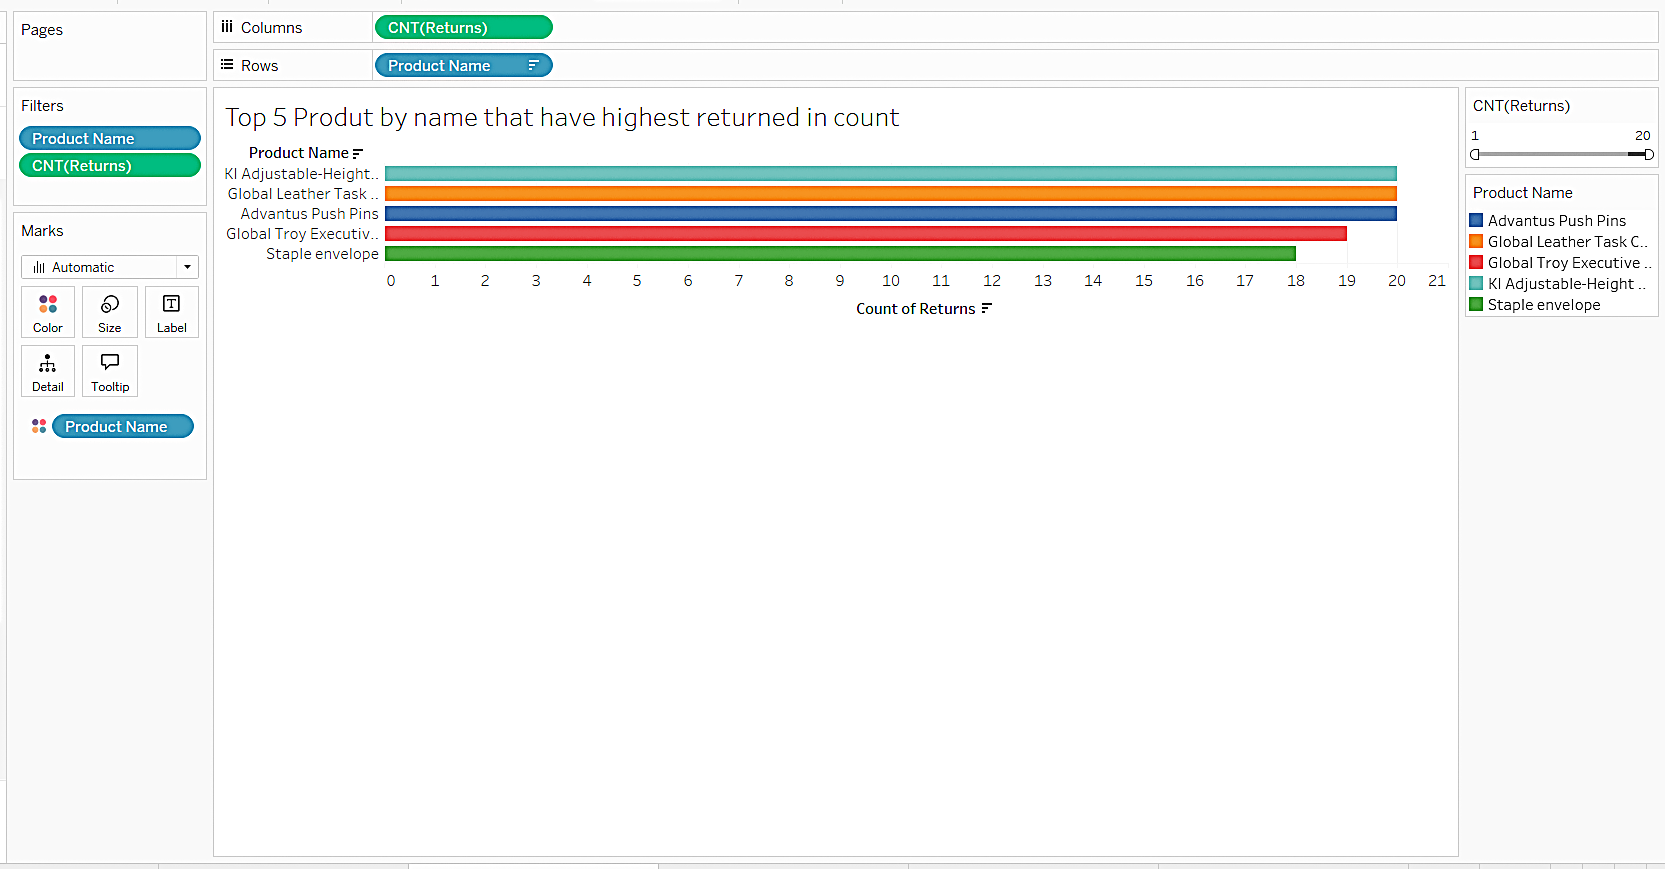 Pages
Columns
CNT(Returns)
Rows
Product Name
Filters
Product Name
CNT(Returns)
Marks
Automatic
Color
Size
Label
Detail
Tooltip
Product Name
Top 5 Produt by name that have highest returned in count
Product Name
KI Adjustable-Height..
Global Leather Task ..
Advantus Push Pins
Global Troy Executiv..
Staple envelope
0 1 2 3 4 5 6 7 8 9 10 11 12 13 14 15 16 17 18 19 20 21
Count of Returns
CNT(Returns)
1 20
Product Name
Advantus Push Pins
Global Leather Task C..
Global Troy Executive ..
KI Adjustable-Height ..
Staple envelope